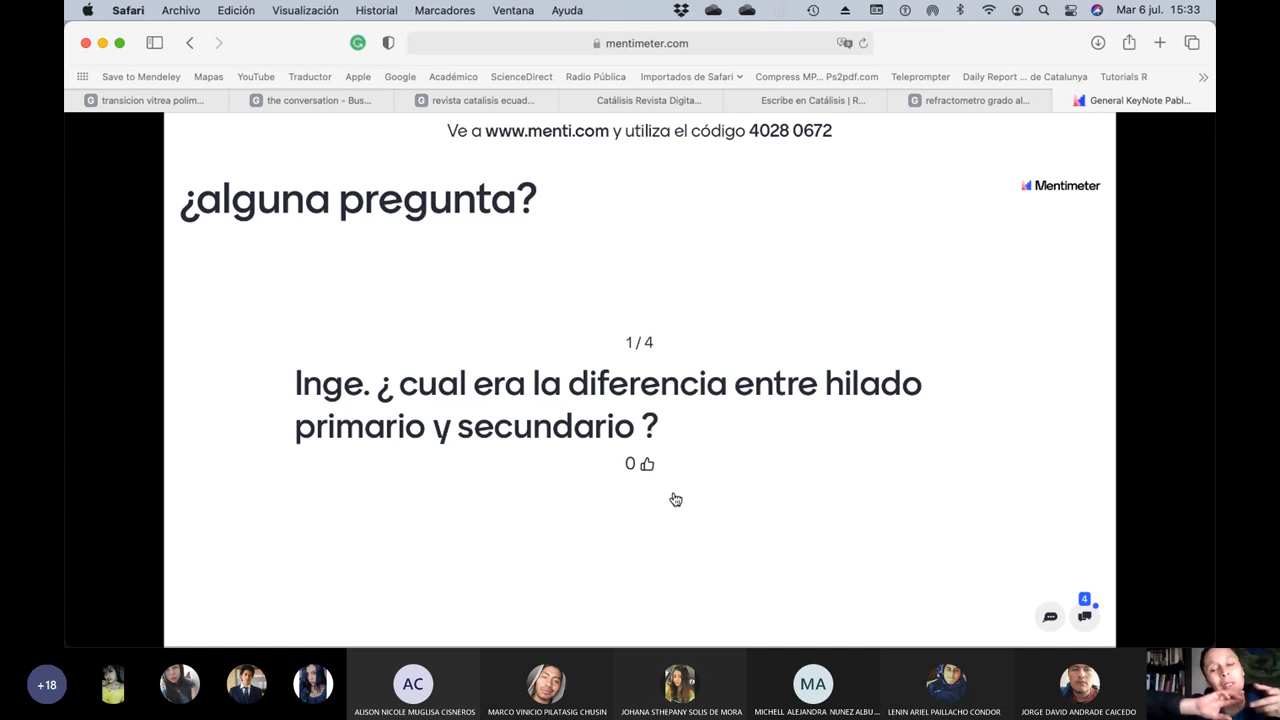 Safari Archivo Edición Visualización Historial Marcadores Ventana Ayuda Mar 6 jul. 15:33
mentimeter.com
Save to Mendeley Mapas YouTube Traductor Apple Google Académico ScienceDirect Radio Pública Importados de Safari Compress MP... Ps2pdf.com Teleprompter Daily Report ... de Catalunya Tutorials R
transicion vitrea polim... the conversation - Bus... revista catalisis ecuad... Catálisis Revista Digita... Escribe en Catálisis | R... refractometro grado al... General KeyNote Pabl...
Ve a www.menti.com y utiliza el código 4028 0672
¿alguna pregunta?
Mentimeter
1 / 4
Inge. ¿ cual era la diferencia entre hilado
primario y secundario ?
0
4
+18
AC
MA
ALISON NICOLE MUGLISA CISNEROS MARCO VINICIO PILATASIG CHUSIN JOHANA STHEPANY SOLIS DE MORA MICHELL ALEJANDRA NUNEZ ALBU... LENIN ARIEL PAILLACHO CONDOR JORGE DAVID ANDRADE CAICEDO